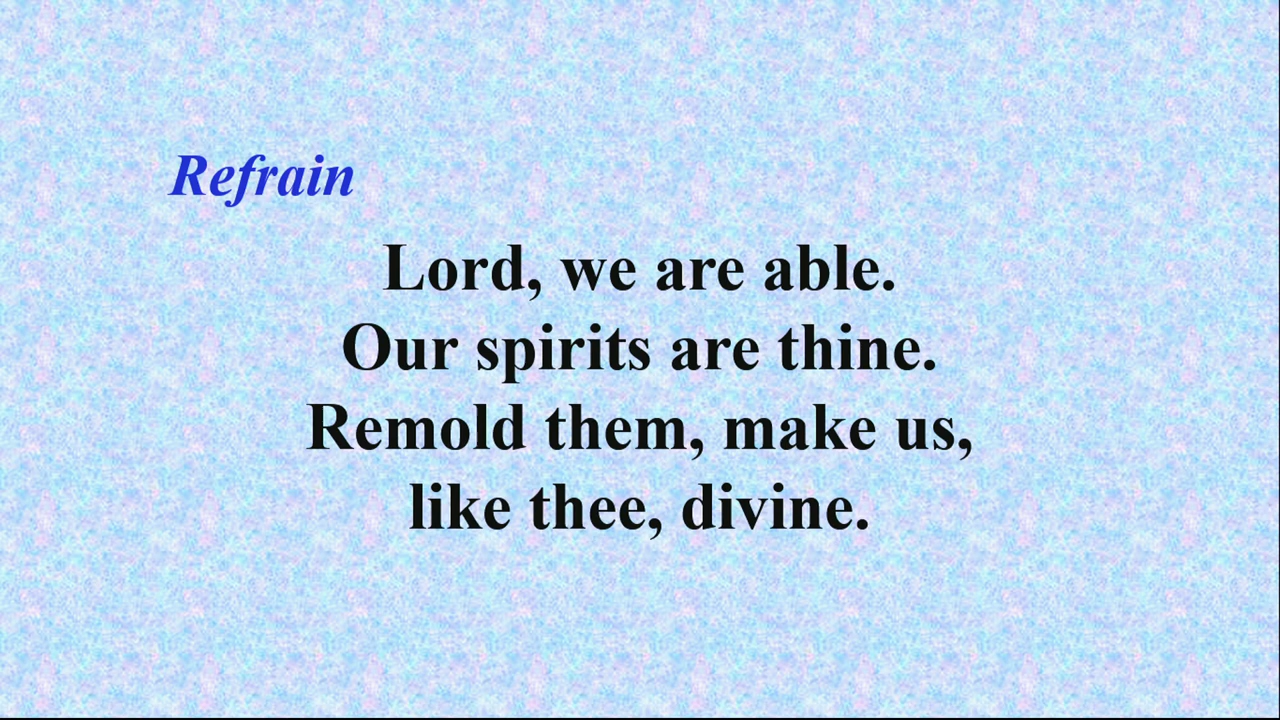 Refrain
Lord, we are able.
Our spirits are thine.
Remold them, make us,
like thee, divine.